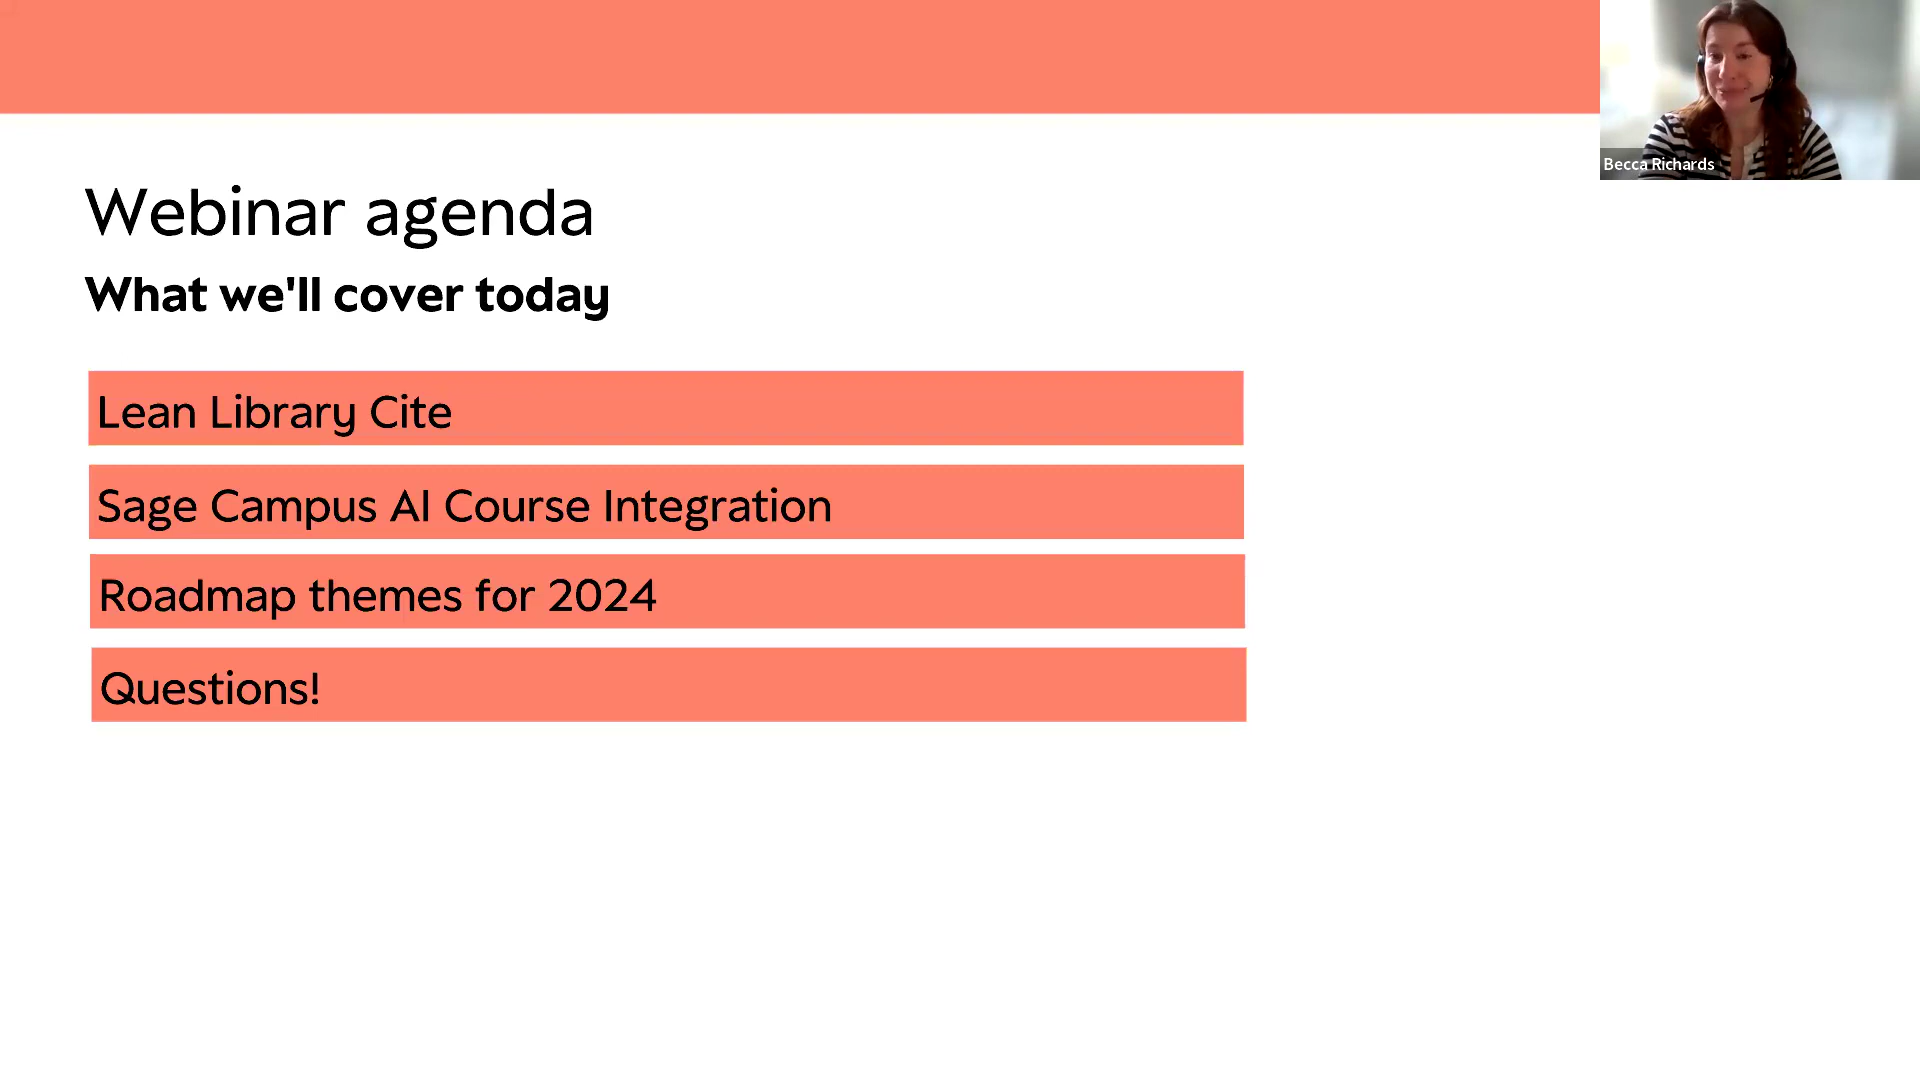 Becca Richards
Webinar agenda
What we'll cover today
Lean Library Cite
Sage Campus AI Course Integration
Roadmap themes for 2024
Questions!